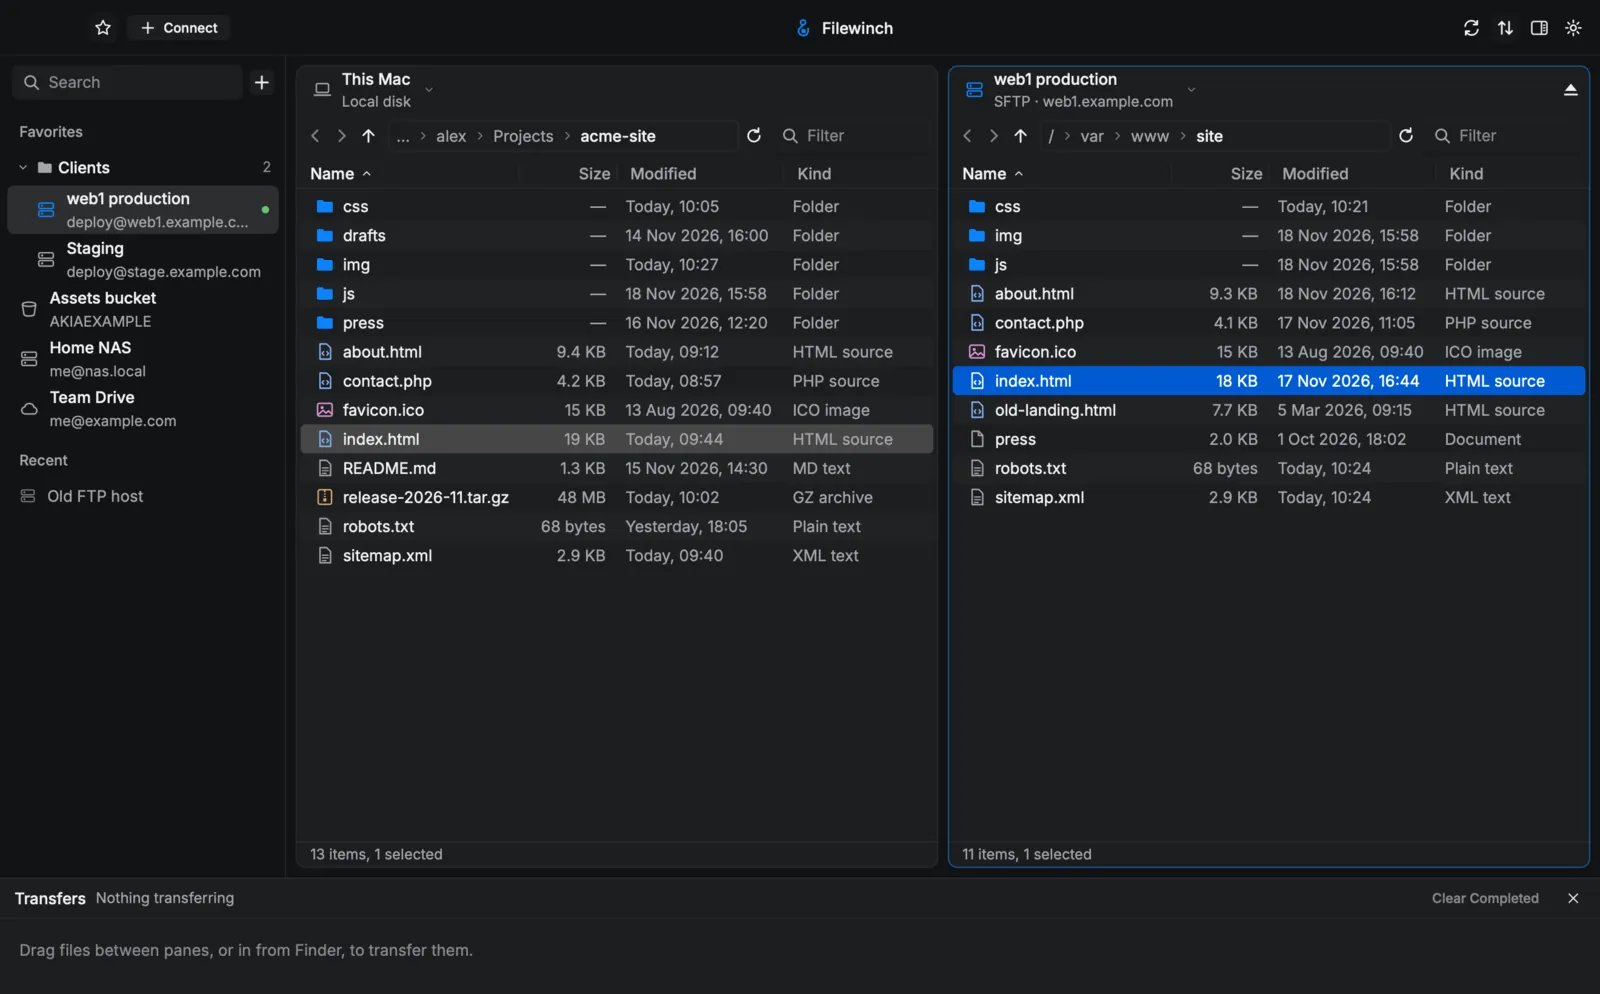 Connect
Filewinch
Search
Favorites
Clients 2
web1 production
deploy@web1.example.c...
Staging
deploy@stage.example.com
Assets bucket
AKIAEXAMPLE
Home NAS
me@nas.local
Team Drive
me@example.com
Recent
Old FTP host
This Mac
Local disk
... alex Projects acme-site Filter
Name Size Modified Kind
css — Today, 10:05 Folder
drafts — 14 Nov 2026, 16:00 Folder
img — Today, 10:27 Folder
js — 18 Nov 2026, 15:58 Folder
press — 16 Nov 2026, 12:20 Folder
about.html 9.4 KB Today, 09:12 HTML source
contact.php 4.2 KB Today, 08:57 PHP source
favicon.ico 15 KB 13 Aug 2026, 09:40 ICO image
index.html 19 KB Today, 09:44 HTML source
README.md 1.3 KB 15 Nov 2026, 14:30 MD text
release-2026-11.tar.gz 48 MB Today, 10:02 GZ archive
robots.txt 68 bytes Yesterday, 18:05 Plain text
sitemap.xml 2.9 KB Today, 09:40 XML text
13 items, 1 selected
web1 production
SFTP · web1.example.com
/ var www site Filter
Name Size Modified Kind
css — Today, 10:21 Folder
img — 18 Nov 2026, 15:58 Folder
js — 18 Nov 2026, 15:58 Folder
about.html 9.3 KB 18 Nov 2026, 16:12 HTML source
contact.php 4.1 KB 17 Nov 2026, 11:05 PHP source
favicon.ico 15 KB 13 Aug 2026, 09:40 ICO image
index.html 18 KB 17 Nov 2026, 16:44 HTML source
old-landing.html 7.7 KB 5 Mar 2026, 09:15 HTML source
press 2.0 KB 1 Oct 2026, 18:02 Document
robots.txt 68 bytes Today, 10:24 Plain text
sitemap.xml 2.9 KB Today, 10:24 XML text
11 items, 1 selected
Transfers Nothing transferring Clear Completed
Drag files between panes, or in from Finder, to transfer them.